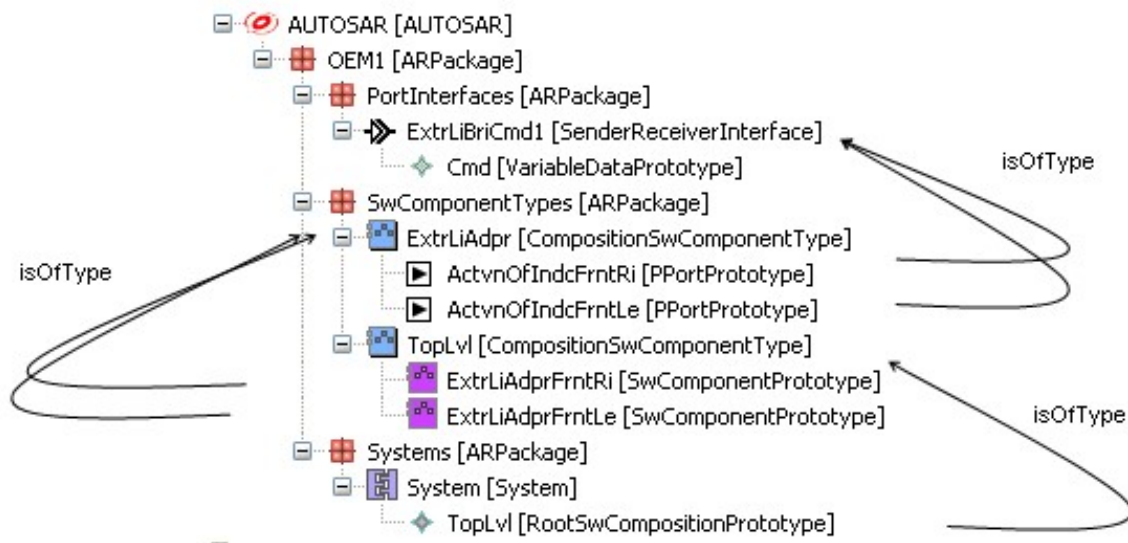 AUTOSAR [AUTOSAR]
OEM1 [ARPackage]
PortInterfaces [ARPackage]
ExtrLiBriCmd1 [SenderReceiverInterface]
isOfType
Cmd [VariableDataPrototype]
SwComponentTypes [ARPackage]
ExtrLiAdpr [CompositionSwComponentType]
isOfType
ActvnOfIndcFrntRi [PPortPrototype]
ActvnOfIndcFrntLe [PPortPrototype]
TopLvl [CompositionSwComponentType]
ExtrLiAdprFrntRi [SwComponentPrototype]
ExtrLiAdprFrntLe [SwComponentPrototype]
isOfType
Systems [ARPackage]
System [System]
TopLvl [RootSwCompositionPrototype]